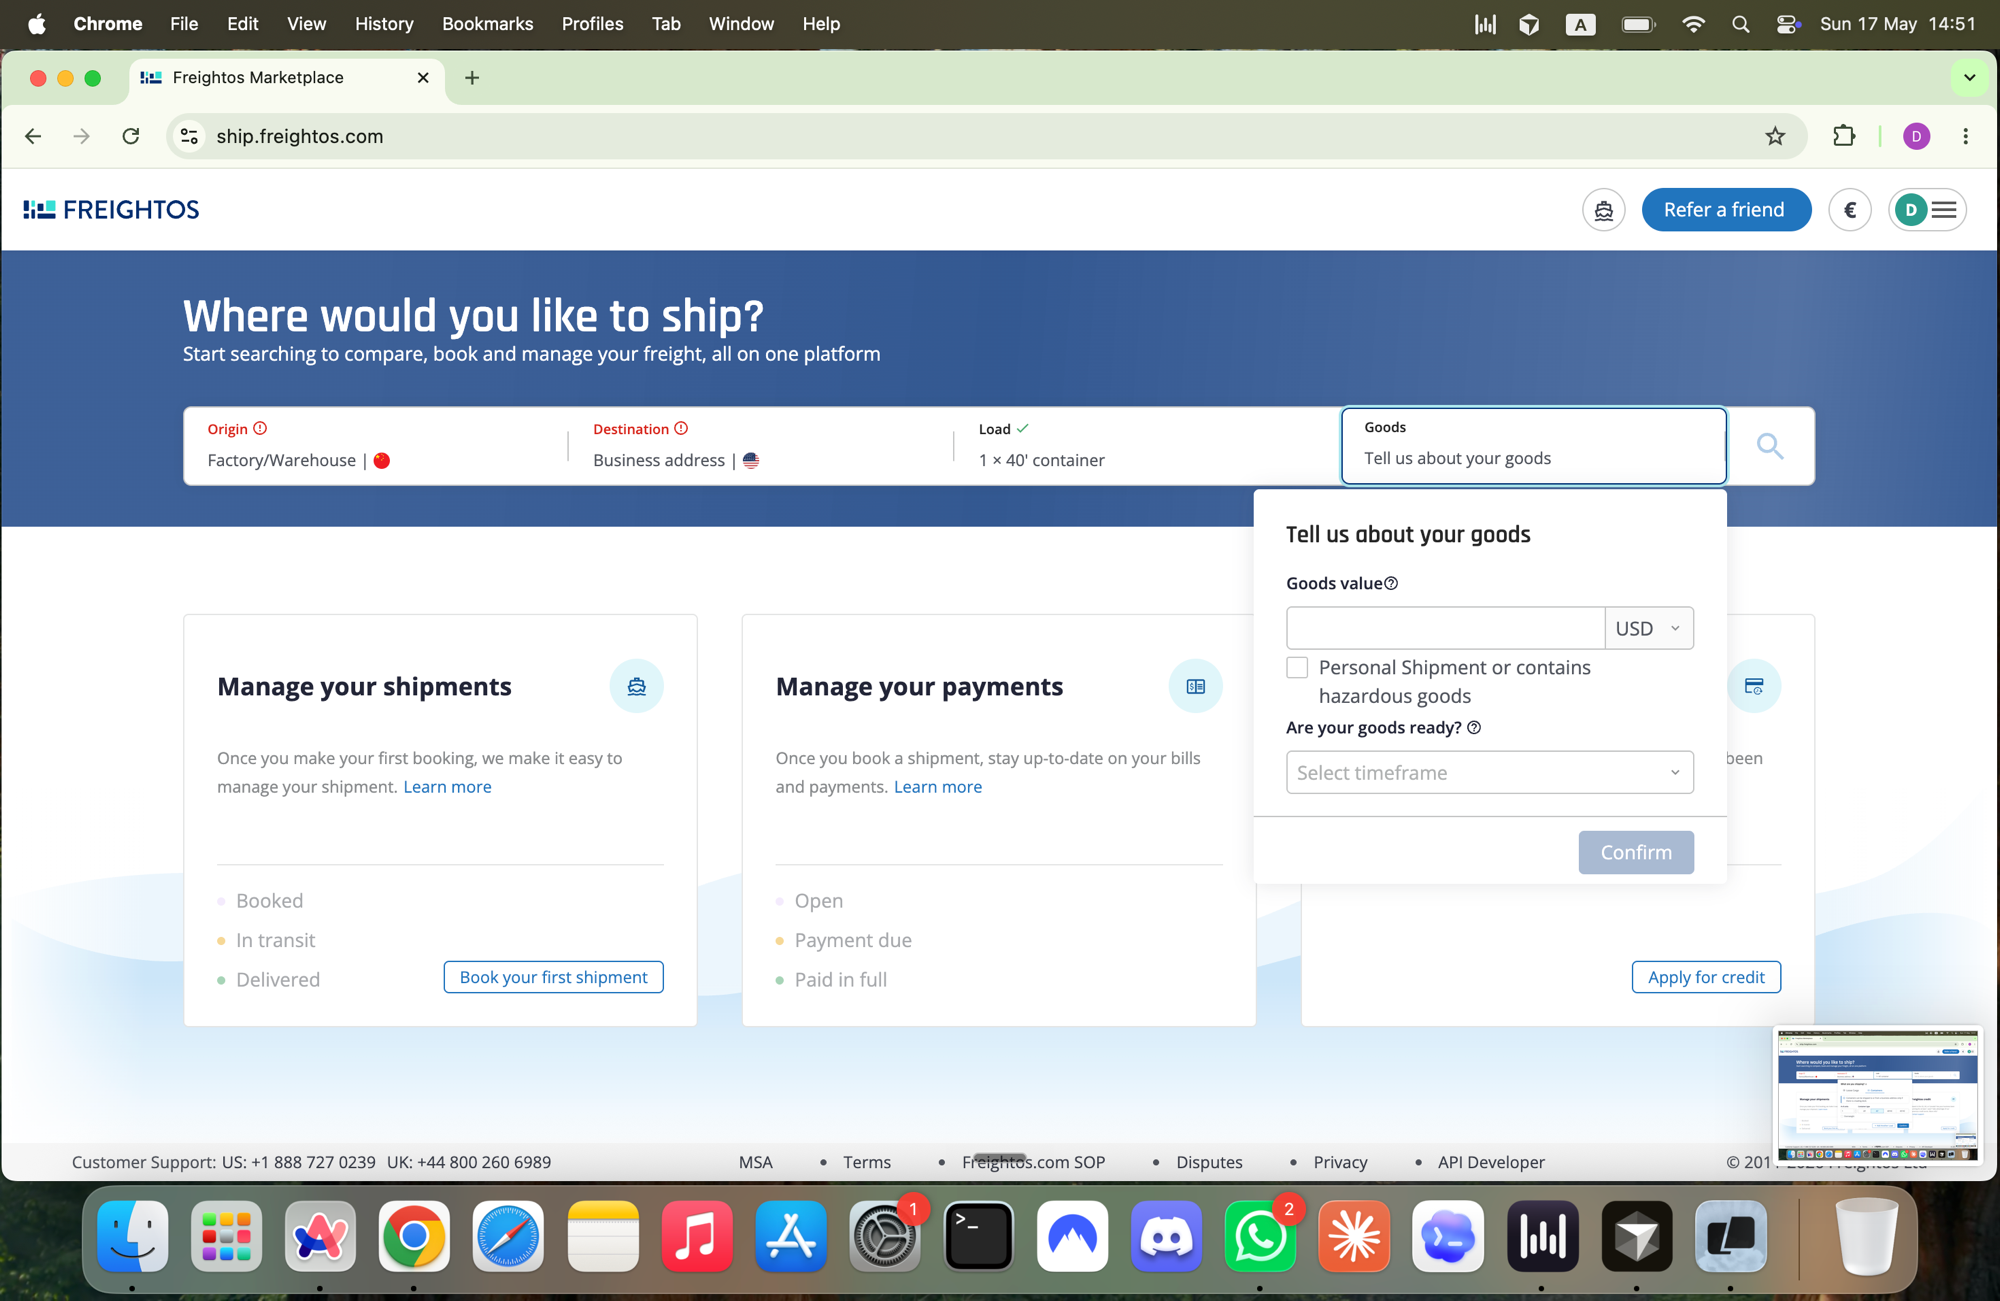 Chrome File Edit View History Bookmarks Profiles Tab Window Help A Sun 17 May 14:51
Freightos Marketplace
ship.freightos.com D
FREIGHTOS Refer a friend € D
Where would you like to ship?
Start searching to compare, book and manage your freight, all on one platform
Origin Destination Load Goods
Factory/Warehouse | Business address | 1 × 40' container Tell us about your goods
Tell us about your goods
Goods value
USD
Personal Shipment or contains
hazardous goods
Are your goods ready?
Select timeframe
Confirm
Manage your shipments
Once you make your first booking, we make it easy to
manage your shipment. Learn more
Booked
In transit
Delivered
Book your first shipment
Manage your payments
Once you book a shipment, stay up-to-date on your bills
and payments. Learn more
Open
Payment due
Paid in full
been
Apply for credit
Customer Support: US: +1 888 727 0239 UK: +44 800 260 6989 MSA • Terms • Freightos.com SOP • Disputes • Privacy • API Developer
1 2